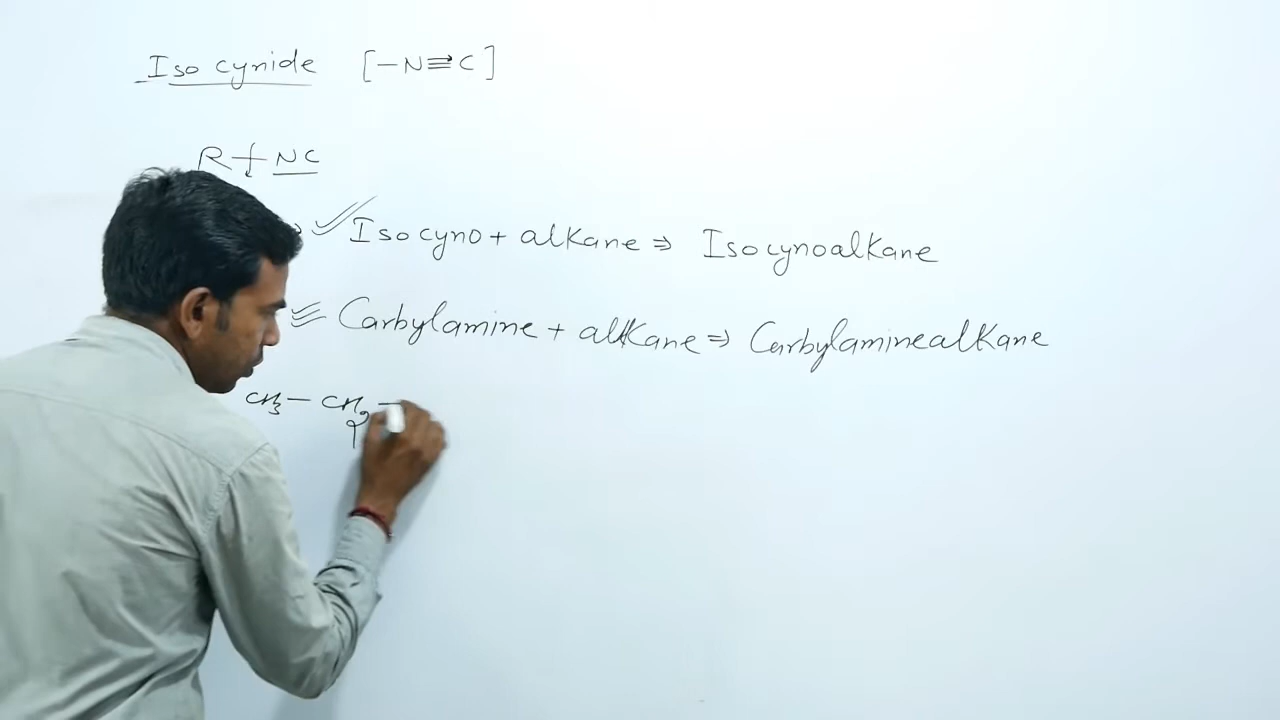 Iso cynide [-N≡C]
R-NC
Isocyno + alkane ⇒ Isocynoalkane
Carbylamine + alkane ⇒ Carbylaminealkane
CH3 - CH2 -